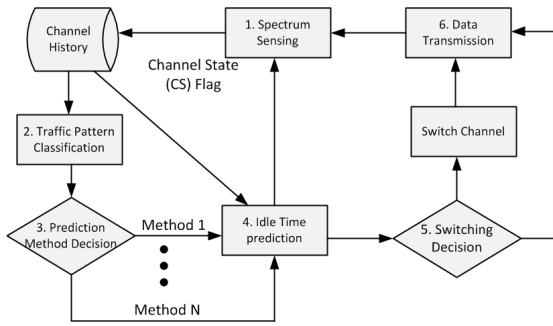 Channel
History
1. Spectrum
Sensing
6. Data
Transmission
Channel State
(CS) Flag
2. Traffic Pattern
Classification
Switch Channel
3. Prediction
Method Decision
Method 1
4. Idle Time
prediction
5. Switching
Decision
Method N